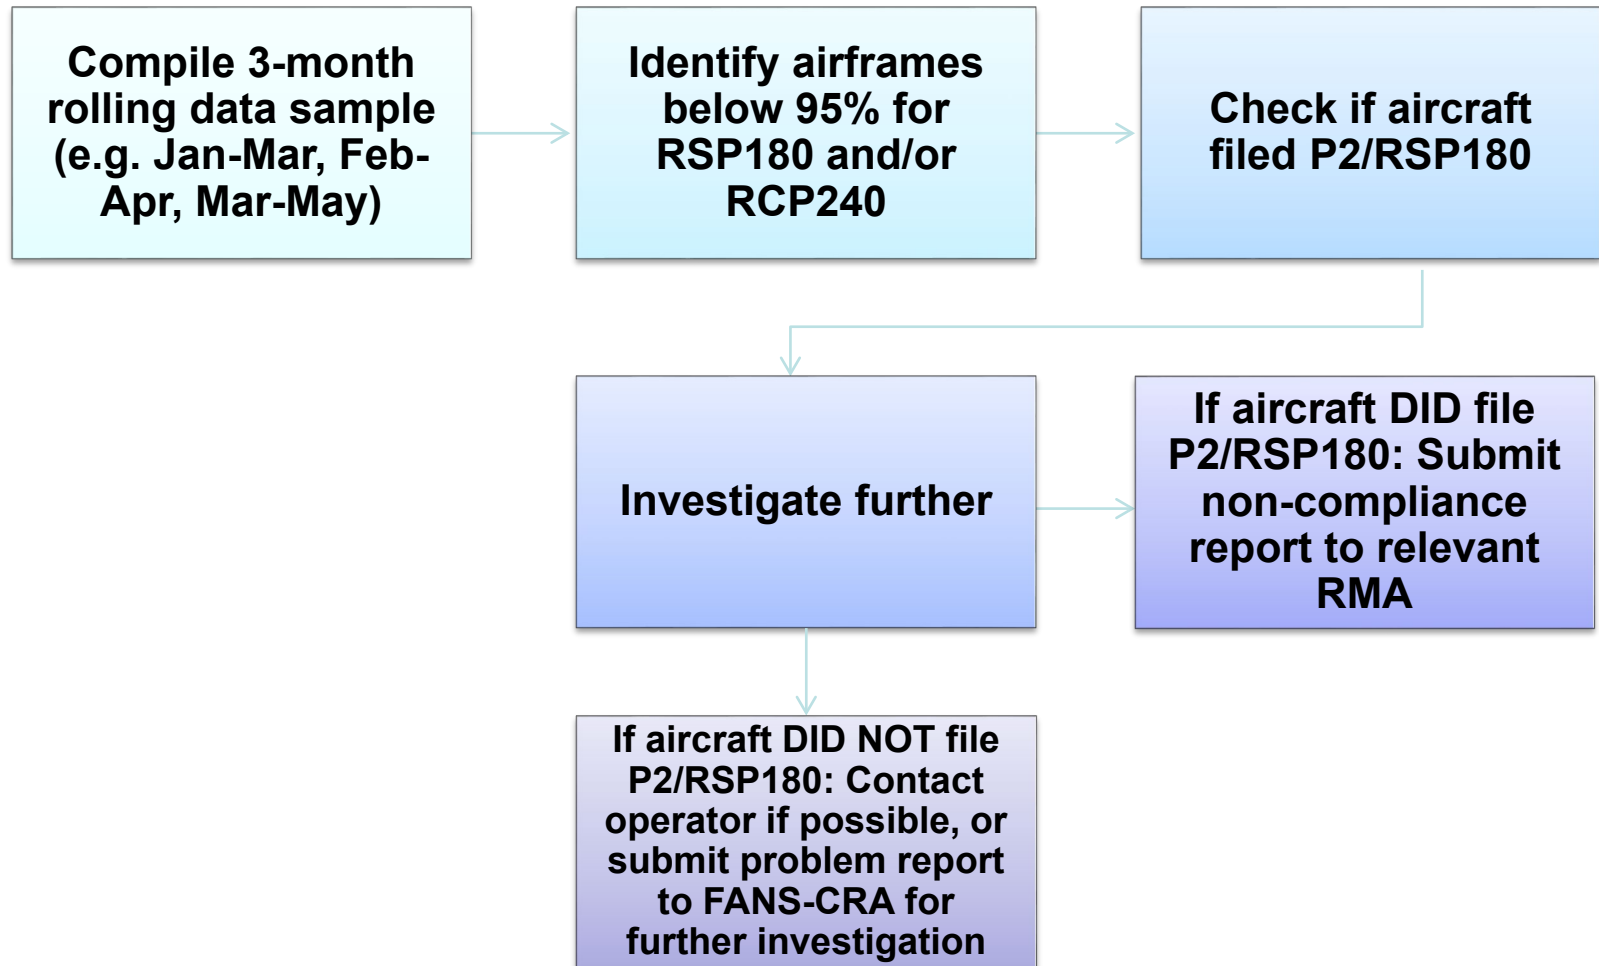 Compile 3-month
rolling data sample
(e.g. Jan-Mar, Feb-
Apr, Mar-May)
Identify airframes
below 95% for
RSP180 and/or
RCP240
Check if aircraft
filed P2/RSP180
Investigate further
If aircraft DID file
P2/RSP180: Submit
non-compliance
report to relevant
RMA
If aircraft DID NOT file
P2/RSP180: Contact
operator if possible, or
submit problem report
to FANS-CRA for
further investigation